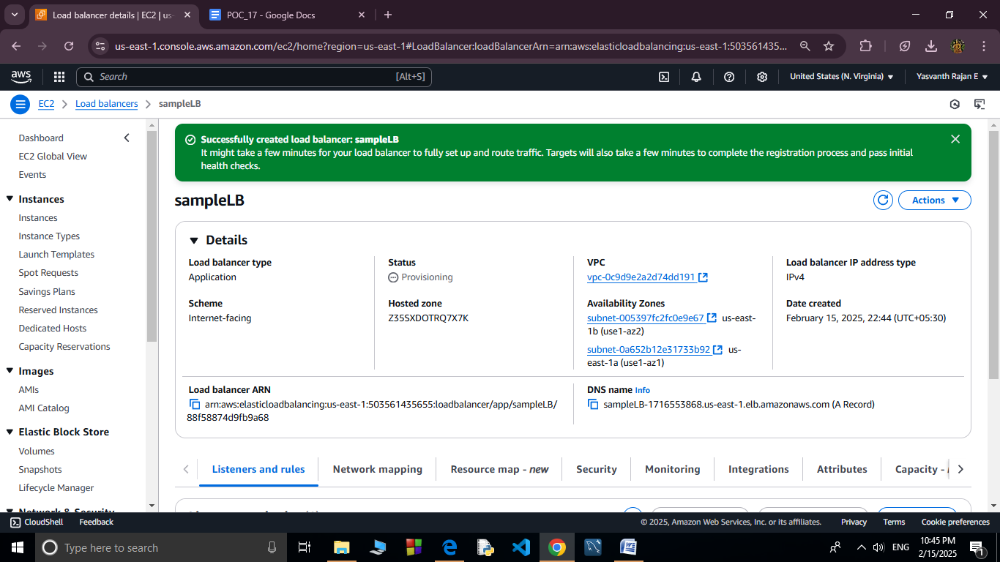 Load balancer details | EC2 | us-
POC_17 - Google Docs
us-east-1.console.aws.amazon.com/ec2/home?region=us-east-1#LoadBalancer:loadBalancerArn=arn:aws:elasticloadbalancing:us-east-1:503561435...
aws
Search
[Alt+S]
United States (N. Virginia)
Yasvanth Rajan E
EC2
Load balancers
sampleLB
Dashboard
EC2 Global View
Events
Instances
Instances
Instance Types
Launch Templates
Spot Requests
Savings Plans
Reserved Instances
Dedicated Hosts
Capacity Reservations
Images
AMIs
AMI Catalog
Elastic Block Store
Volumes
Snapshots
Lifecycle Manager
Network & Security
Successfully created load balancer: sampleLB
It might take a few minutes for your load balancer to fully set up and route traffic. Targets will also take a few minutes to complete the registration process and pass initial
health checks.
sampleLB
Actions
Details
Load balancer type
Application
Status
Provisioning
VPC
vpc-0c9d9e2a2d74dd191
Load balancer IP address type
IPv4
Scheme
Internet-facing
Hosted zone
Z35SXDOTRQ7X7K
Availability Zones
subnet-005397fc2fc0e9e67 us-east-
1b (use1-az2)
subnet-0a652b12e31733b92 us-
east-1a (use1-az1)
Date created
February 15, 2025, 22:44 (UTC+05:30)
Load balancer ARN
arn:aws:elasticloadbalancing:us-east-1:503561435655:loadbalancer/app/sampleLB/
88f58874d9fb9a68
DNS name Info
sampleLB-1716553868.us-east-1.elb.amazonaws.com (A Record)
Listeners and rules
Network mapping
Resource map - new
Security
Monitoring
Integrations
Attributes
Capacity -
CloudShell
Feedback
© 2025, Amazon Web Services, Inc. or its affiliates.
Privacy
Terms
Cookie preferences
Type here to search
ENG
10:45 PM
2/15/2025
1